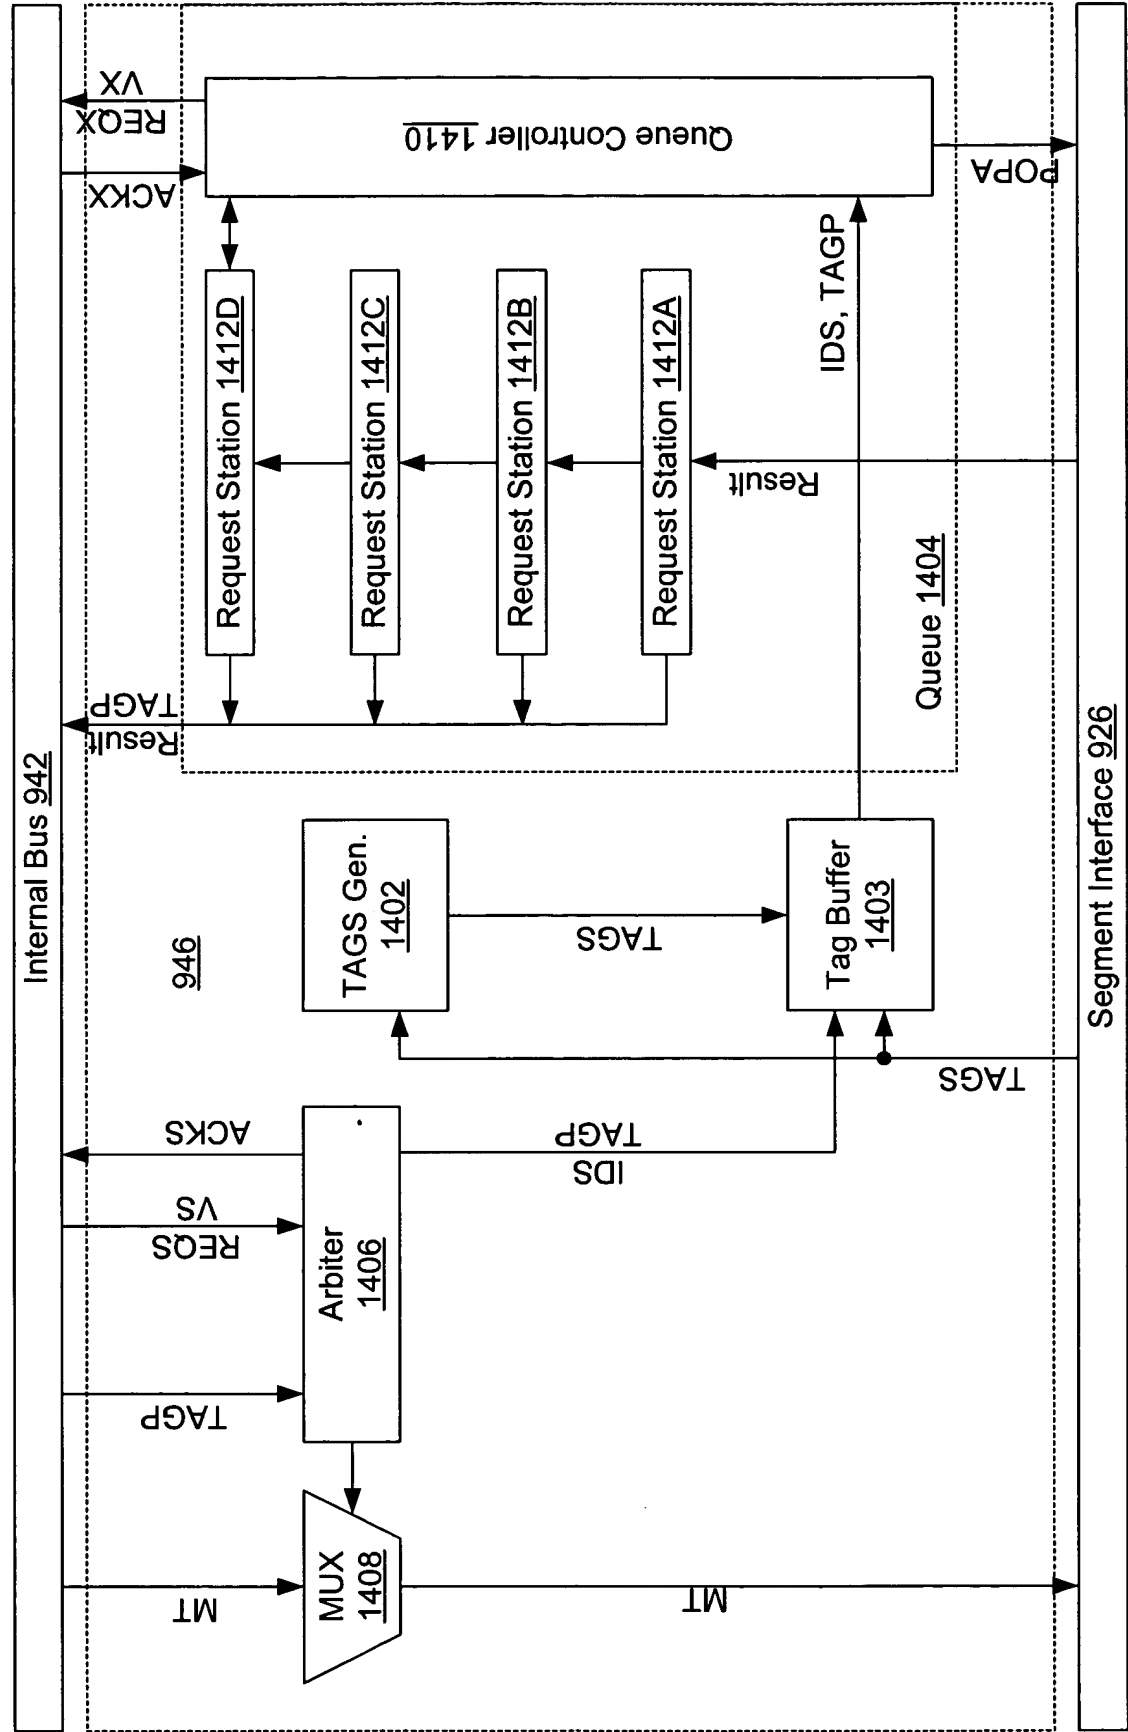 Internal Bus 942
946
MT
TAGP
REQS
VS
ACKS
Result
TAGP
ACKX
REQX
VX
MUX
1408
Arbiter
1406
TAGS Gen.
1402
Request Station 1412D
Request Station 1412C
Request Station 1412B
Request Station 1412A
Queue Controller 1410
IDS
TAGP
TAGS
Tag Buffer
1403
IDS, TAGP
Result
Queue 1404
MT
TAGS
POPA
Segment Interface 926